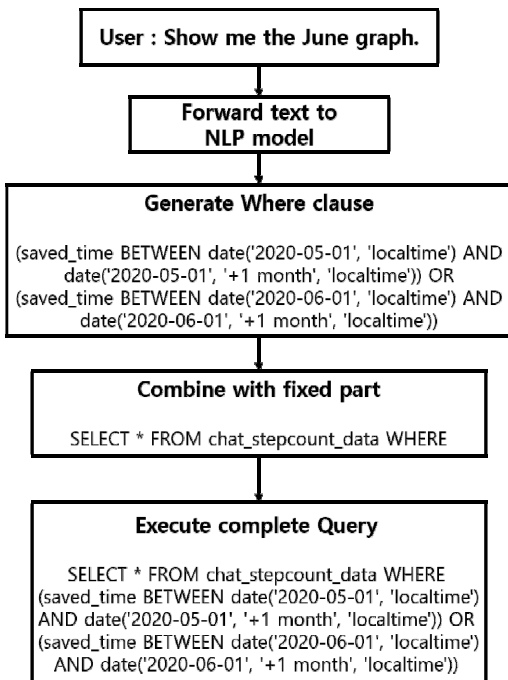 User : Show me the June graph.
Forward text to
NLP model
Generate Where clause
(saved_time BETWEEN date('2020-05-01', 'localtime') AND
date('2020-05-01', '+1 month', 'localtime')) OR
(saved_time BETWEEN date('2020-06-01', 'localtime') AND
date('2020-06-01', '+1 month', 'localtime'))
Combine with fixed part
SELECT * FROM chat_stepcount_data WHERE
Execute complete Query
SELECT * FROM chat_stepcount_data WHERE
(saved_time BETWEEN date('2020-05-01', 'localtime')
AND date('2020-05-01', '+1 month', 'localtime')) OR
(saved_time BETWEEN date('2020-06-01', 'localtime')
AND date('2020-06-01', '+1 month', 'localtime'))